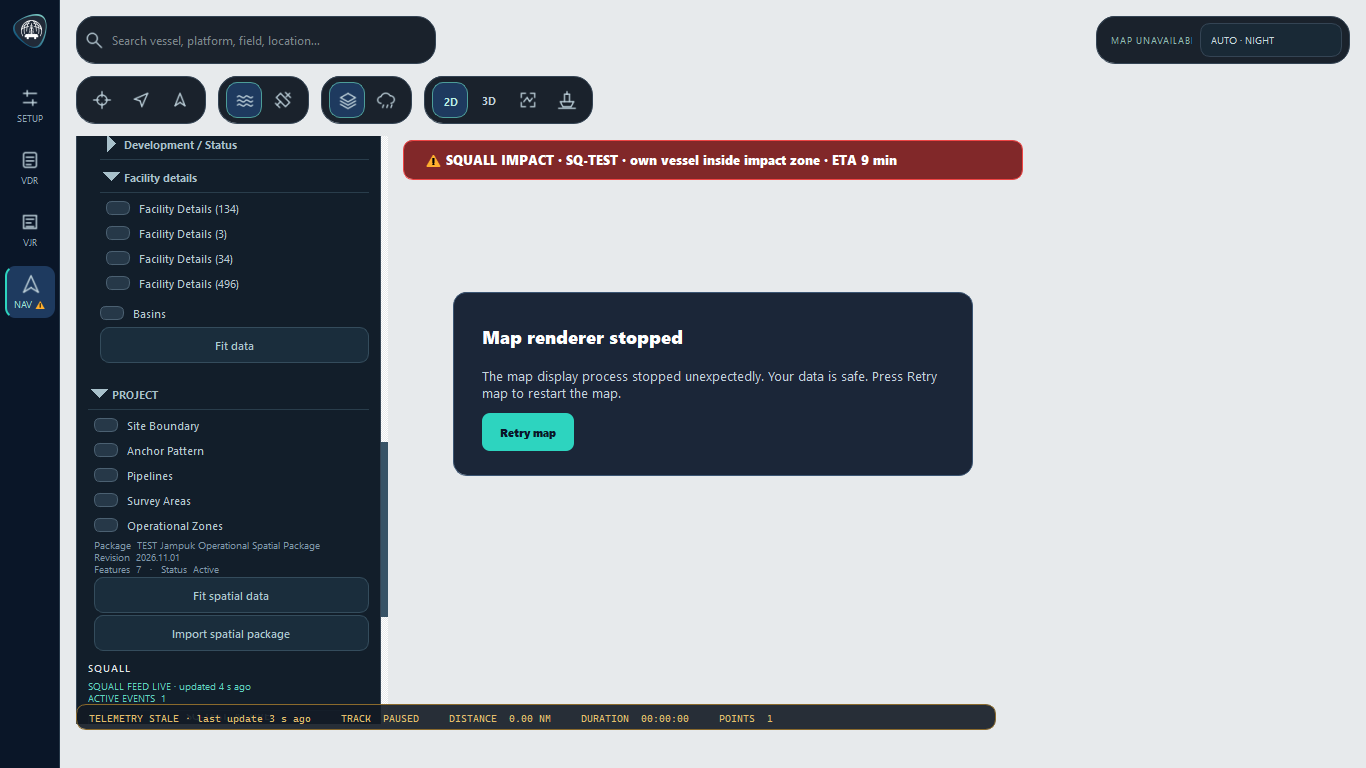 Search vessel, platform, field, location...
MAP UNAVAILABI
AUTO · NIGHT
2D
3D
SETUP
VDR
VJR
NAV ⚠
Development / Status
Facility details
Facility Details (134)
Facility Details (3)
Facility Details (34)
Facility Details (496)
Basins
Fit data
PROJECT
Site Boundary
Anchor Pattern
Pipelines
Survey Areas
Operational Zones
Package TEST Jampuk Operational Spatial Package
Revision 2026.11.01
Features 7 · Status Active
Fit spatial data
Import spatial package
SQUALL
SQUALL FEED LIVE · updated 4 s ago
ACTIVE EVENTS 1
⚠ SQUALL IMPACT · SQ-TEST · own vessel inside impact zone · ETA 9 min
Map renderer stopped
The map display process stopped unexpectedly. Your data is safe. Press Retry
map to restart the map.
Retry map
TELEMETRY STALE · last update 3 s ago TRACK PAUSED DISTANCE 0.00 NM DURATION 00:00:00 POINTS 1